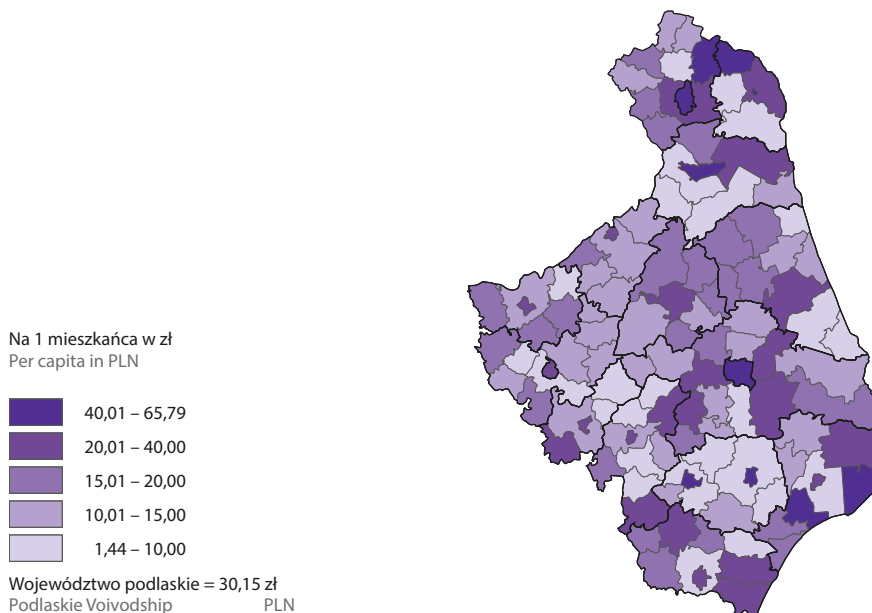 Na 1 mieszkańca w zł
Per capita in PLN
40,01 – 65,79
20,01 – 40,00
15,01 – 20,00
10,01 – 15,00
1,44 – 10,00
Województwo podlaskie = 30,15 zł
Podlaskie Voivodship PLN